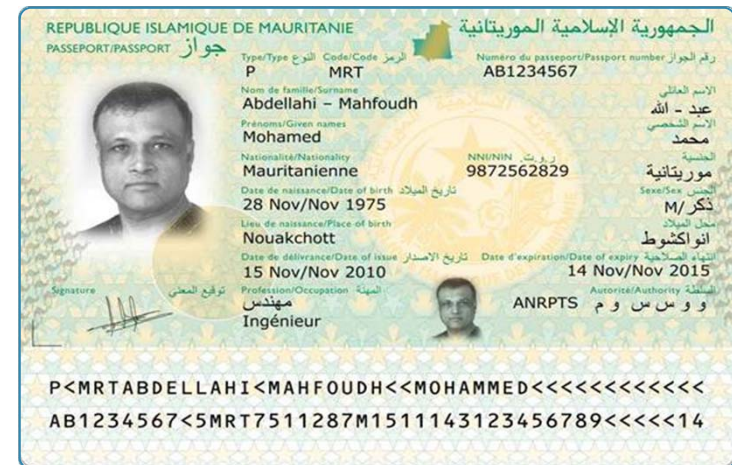 REPUBLIQUE ISLAMIQUE DE MAURITANIE الجمهورية الإسلامية الموريتانية
PASSEPORT/PASSPORT جواز
Type/Type النوع Code/Code الرمز Numéro du passeport/Passport number رقم الجواز
P MRT AB1234567
Nom de famille/Surname الاسم العائلي
Abdellahi – Mahfoudh عبد - الله
Prénoms/Given names الاسم الشخصي
Mohamed محمد
Nationalité/Nationality NNI/NIN ر.و.ت. الجنسية
Mauritanienne 9872562829 موريتانية
Date de naissance/Date of birth تاريخ الميلاد Sexe/Sex الجنس
28 Nov/Nov 1975 M/ذكر
Lieu de naissance/Place of birth محل الميلاد
Nouakchott انواكشوط
Date de délivrance/Date of issue تاريخ الاصدار Date d'expiration/Date of expiry انتهاء الصلاحية
15 Nov/Nov 2010 14 Nov/Nov 2015
Signature توقيع المعني Profession/Occupation المهنة Autorité/Authority السلطة
مهندس ANRPTS و و س س و م
Ingénieur
P<MRTABDELLAHI<MAHFOUDH<<MOHAMMED<<<<<<<<<<<<
AB1234567<5MRT7511287M1511143123456789<<<<<14